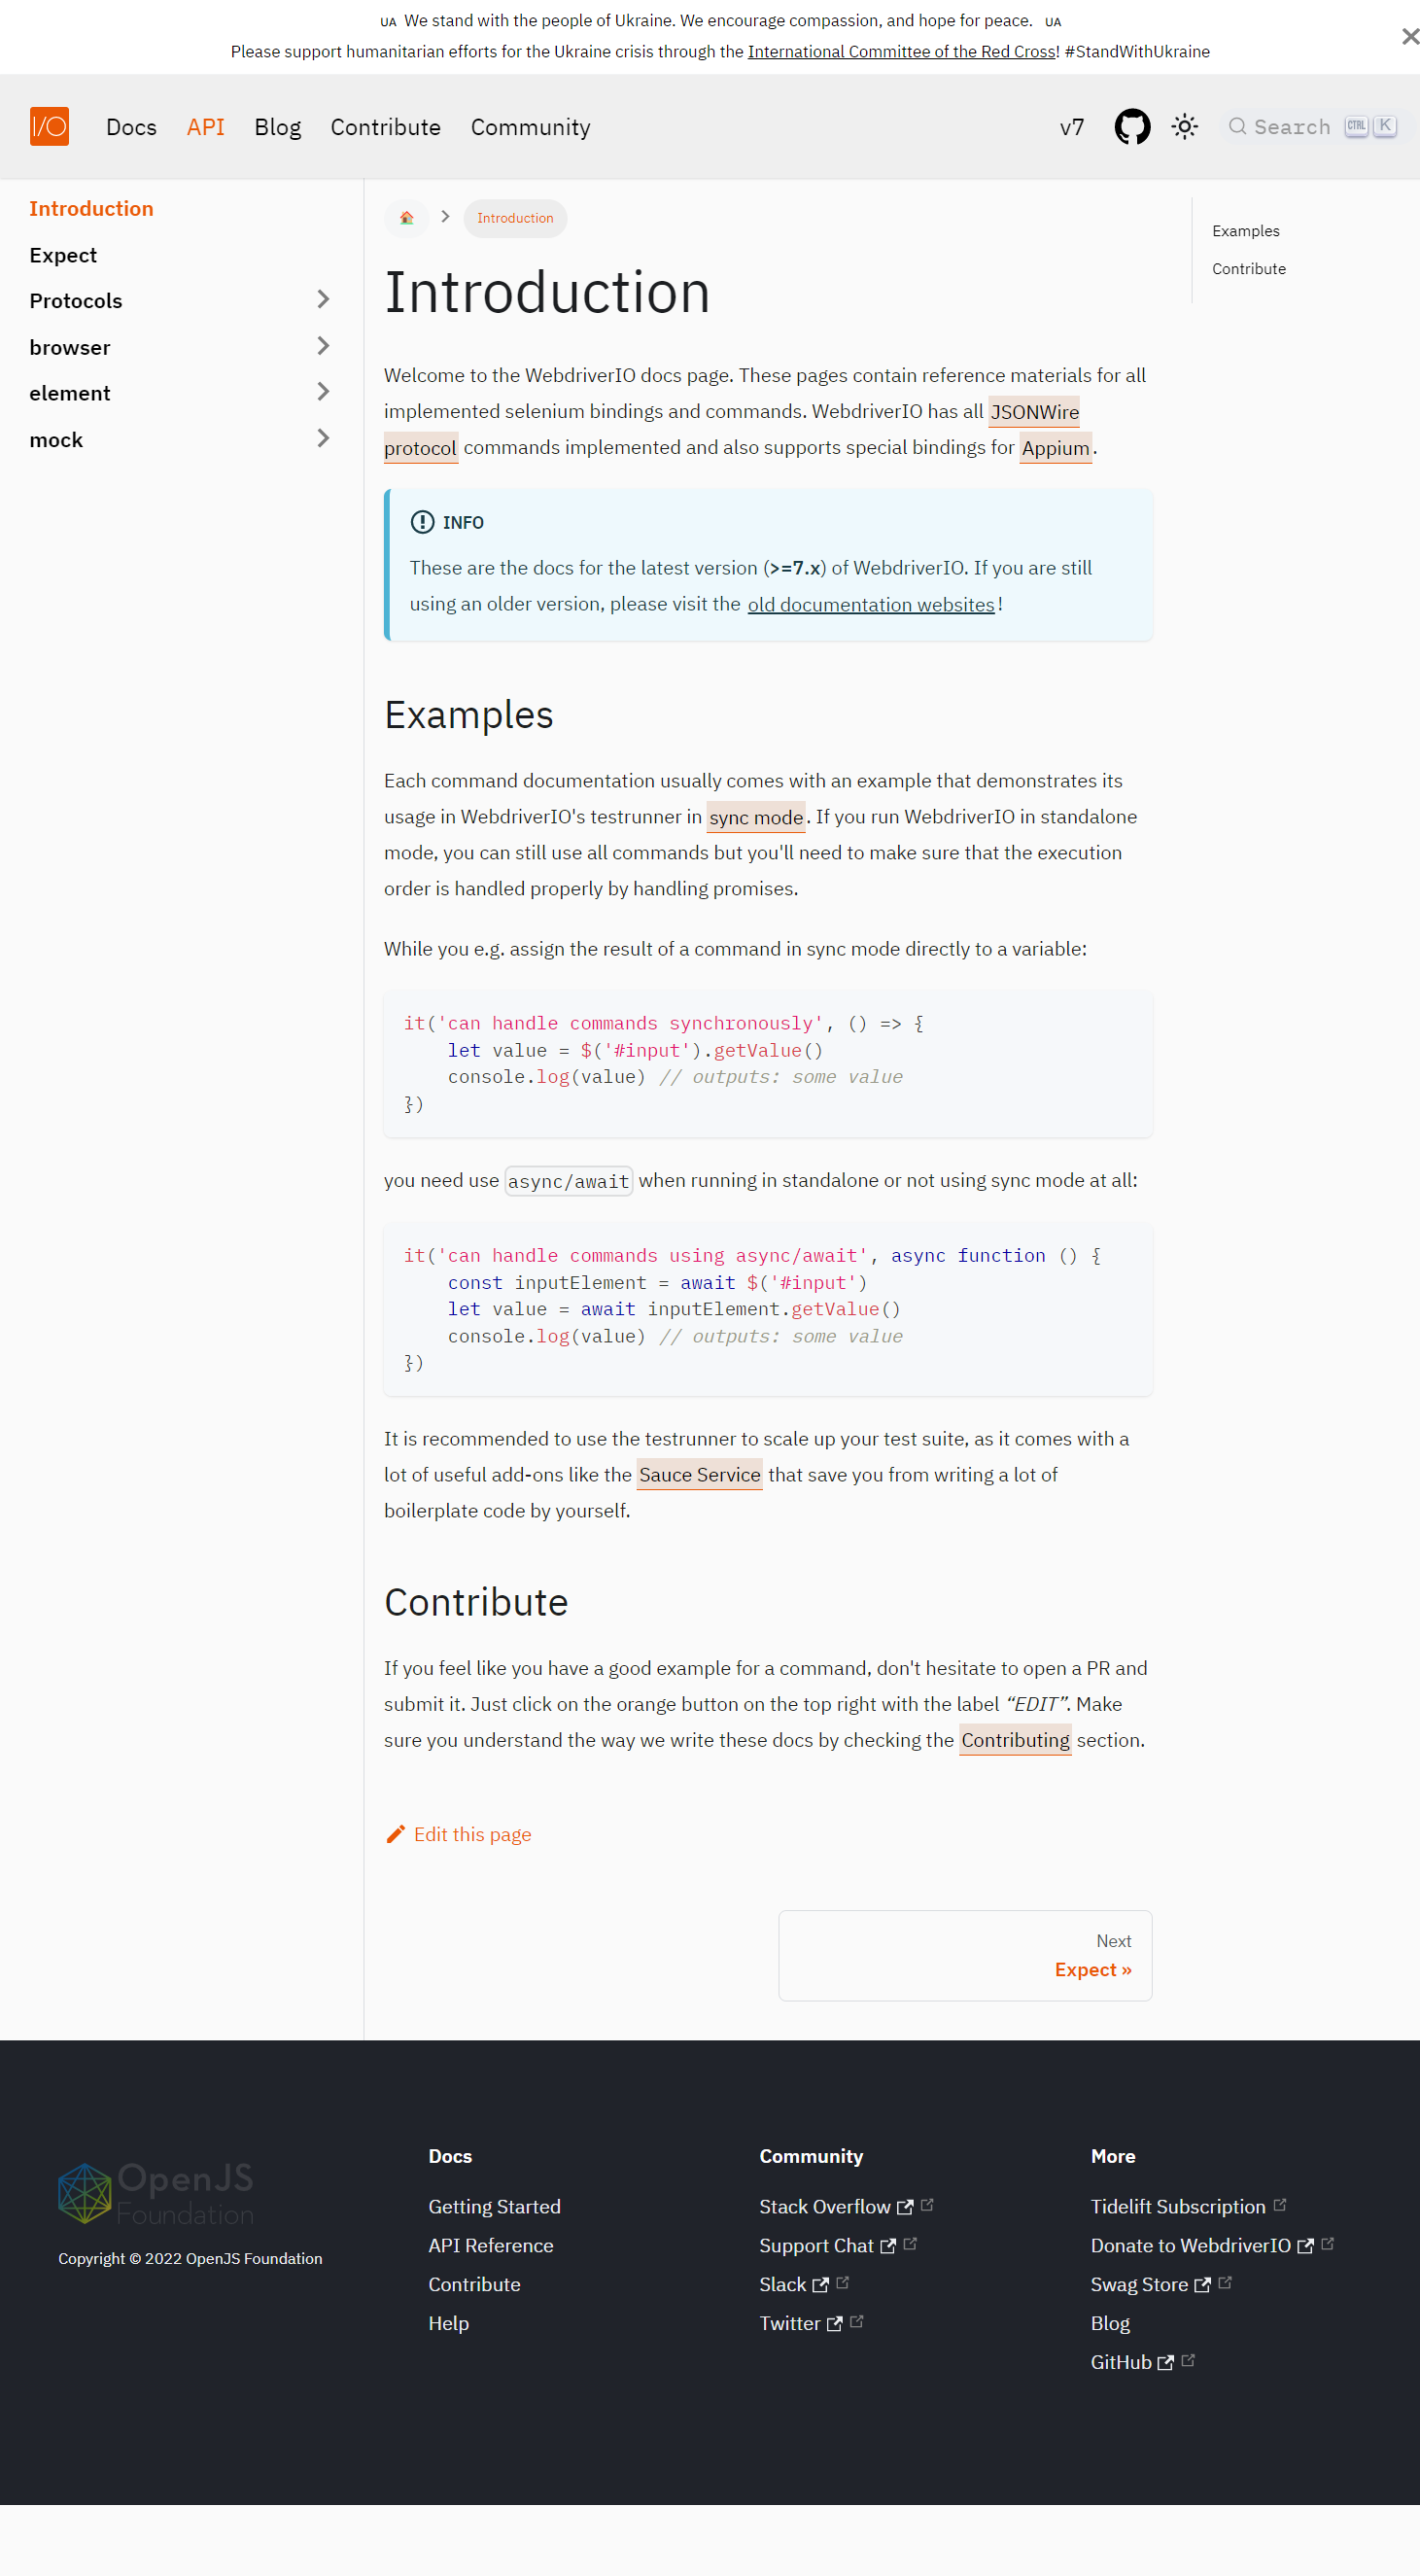 UA We stand with the people of Ukraine. We encourage compassion, and hope for peace. UA
Please support humanitarian efforts for the Ukraine crisis through the International Committee of the Red Cross! #StandWithUkraine
I/O Docs API Blog Contribute Community v7 Search CTRL K
Introduction
Expect
Protocols
browser
element
mock
Introduction
Introduction
Welcome to the WebdriverIO docs page. These pages contain reference materials for all
implemented selenium bindings and commands. WebdriverIO has all JSONWire
protocol commands implemented and also supports special bindings for Appium.
INFO
These are the docs for the latest version (>=7.x) of WebdriverIO. If you are still
using an older version, please visit the old documentation websites!
Examples
Each command documentation usually comes with an example that demonstrates its
usage in WebdriverIO's testrunner in sync mode. If you run WebdriverIO in standalone
mode, you can still use all commands but you'll need to make sure that the execution
order is handled properly by handling promises.
While you e.g. assign the result of a command in sync mode directly to a variable:
it('can handle commands synchronously', () => {
    let value = $('#input').getValue()
    console.log(value) // outputs: some value
})
you need use async/await when running in standalone or not using sync mode at all:
it('can handle commands using async/await', async function () {
    const inputElement = await $('#input')
    let value = await inputElement.getValue()
    console.log(value) // outputs: some value
})
It is recommended to use the testrunner to scale up your test suite, as it comes with a
lot of useful add-ons like the Sauce Service that save you from writing a lot of
boilerplate code by yourself.
Contribute
If you feel like you have a good example for a command, don't hesitate to open a PR and
submit it. Just click on the orange button on the top right with the label “EDIT”. Make
sure you understand the way we write these docs by checking the Contributing section.
Edit this page
Next
Expect »
Examples
Contribute
OpenJS
Foundation
Copyright © 2022 OpenJS Foundation
Docs
Getting Started
API Reference
Contribute
Help
Community
Stack Overflow
Support Chat
Slack
Twitter
More
Tidelift Subscription
Donate to WebdriverIO
Swag Store
Blog
GitHub